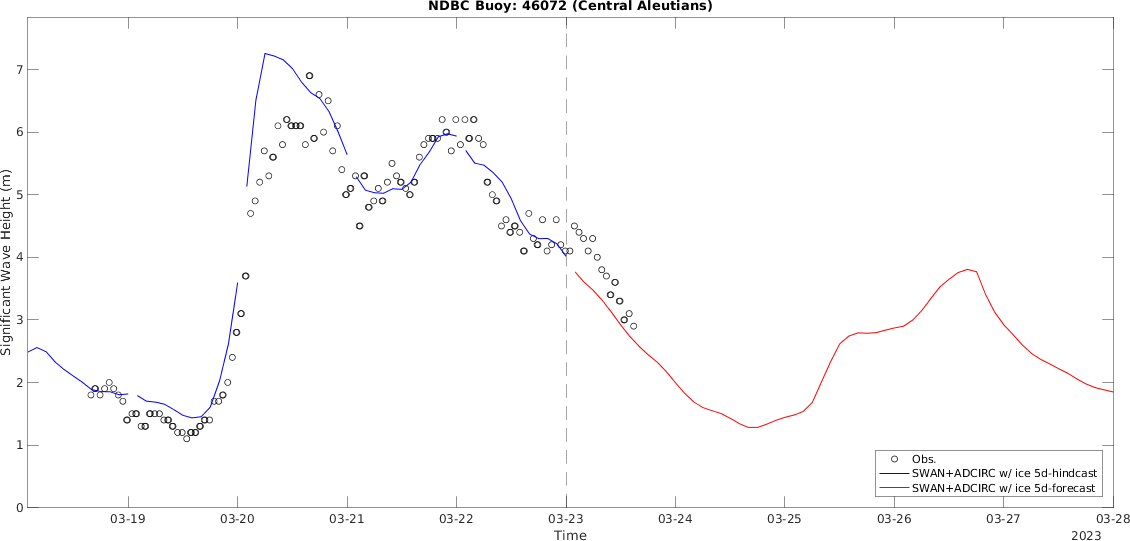 NDBC Buoy: 46072 (Central Aleutians)
Significant Wave Height (m)
7
6
5
4
3
2
1
0
Obs.
SWAN+ADCIRC w/ ice 5d-hindcast
SWAN+ADCIRC w/ ice 5d-forecast
03-19 03-20 03-21 03-22 03-23 03-24 03-25 03-26 03-27 03-28
Time
2023